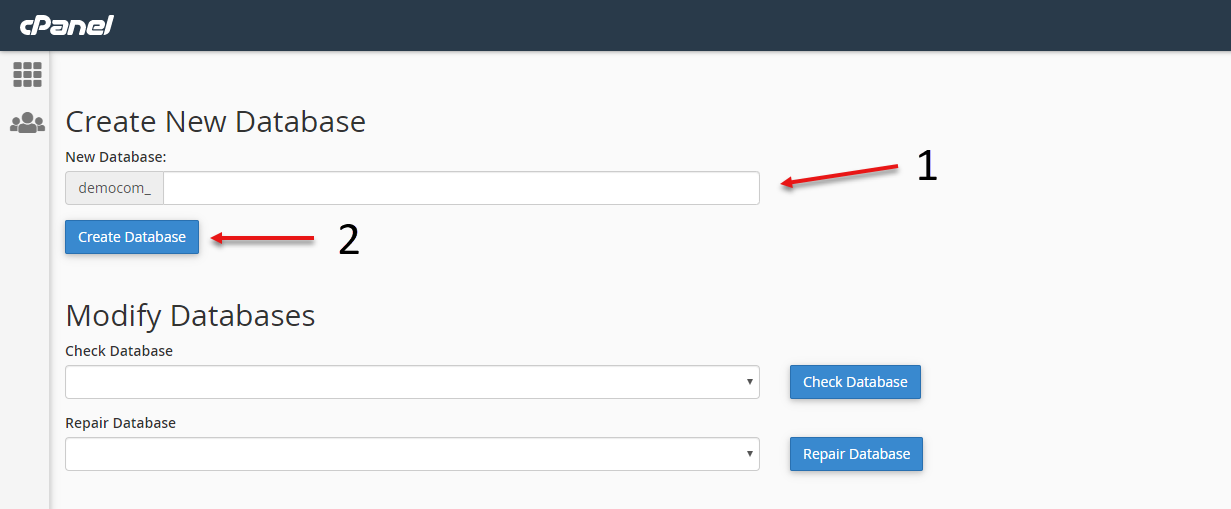 cPanel
Create New Database
New Database:
democom_
1
Create Database
2
Modify Databases
Check Database
Check Database
Repair Database
Repair Database